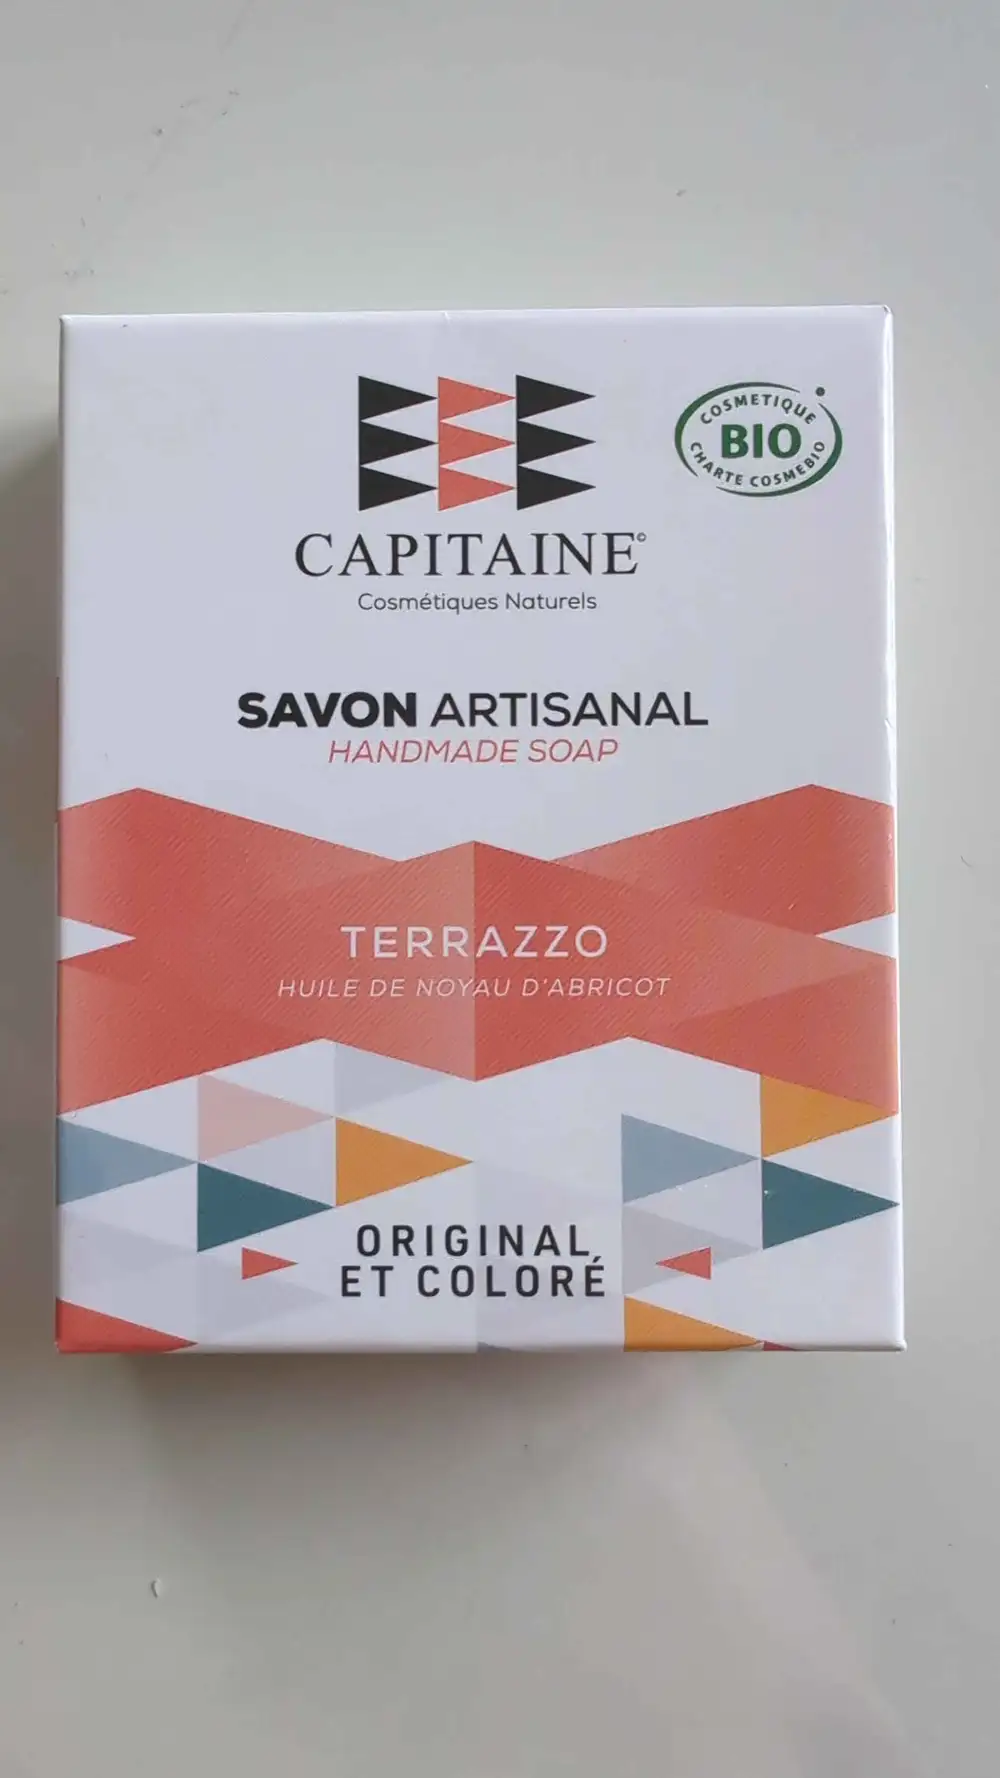 COSMETIQUE
BIO
CHARTE COSMEBIO
CAPITAINE©
Cosmétiques Naturels
SAVON ARTISANAL
HANDMADE SOAP
TERRAZZO
HUILE DE NOYAU D'ABRICOT
ORIGINAL
ET COLORÉ